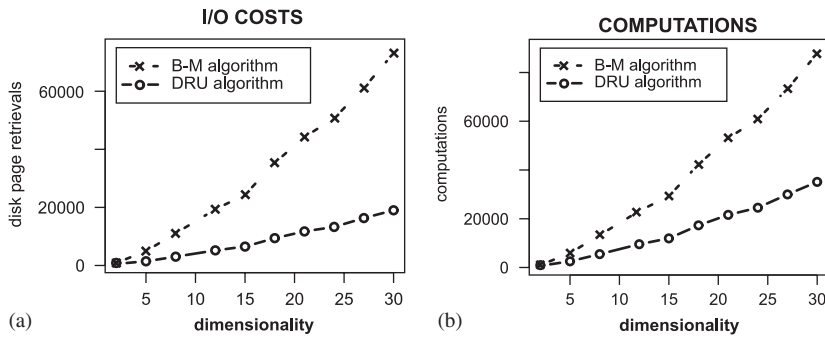 I/O COSTS
B-M algorithm
DRU algorithm
disk page retrievals
60000
20000
0
5 10 15 20 25 30
dimensionality
(a)
COMPUTATIONS
B-M algorithm
DRU algorithm
computations
60000
20000
0
5 10 15 20 25 30
dimensionality
(b)